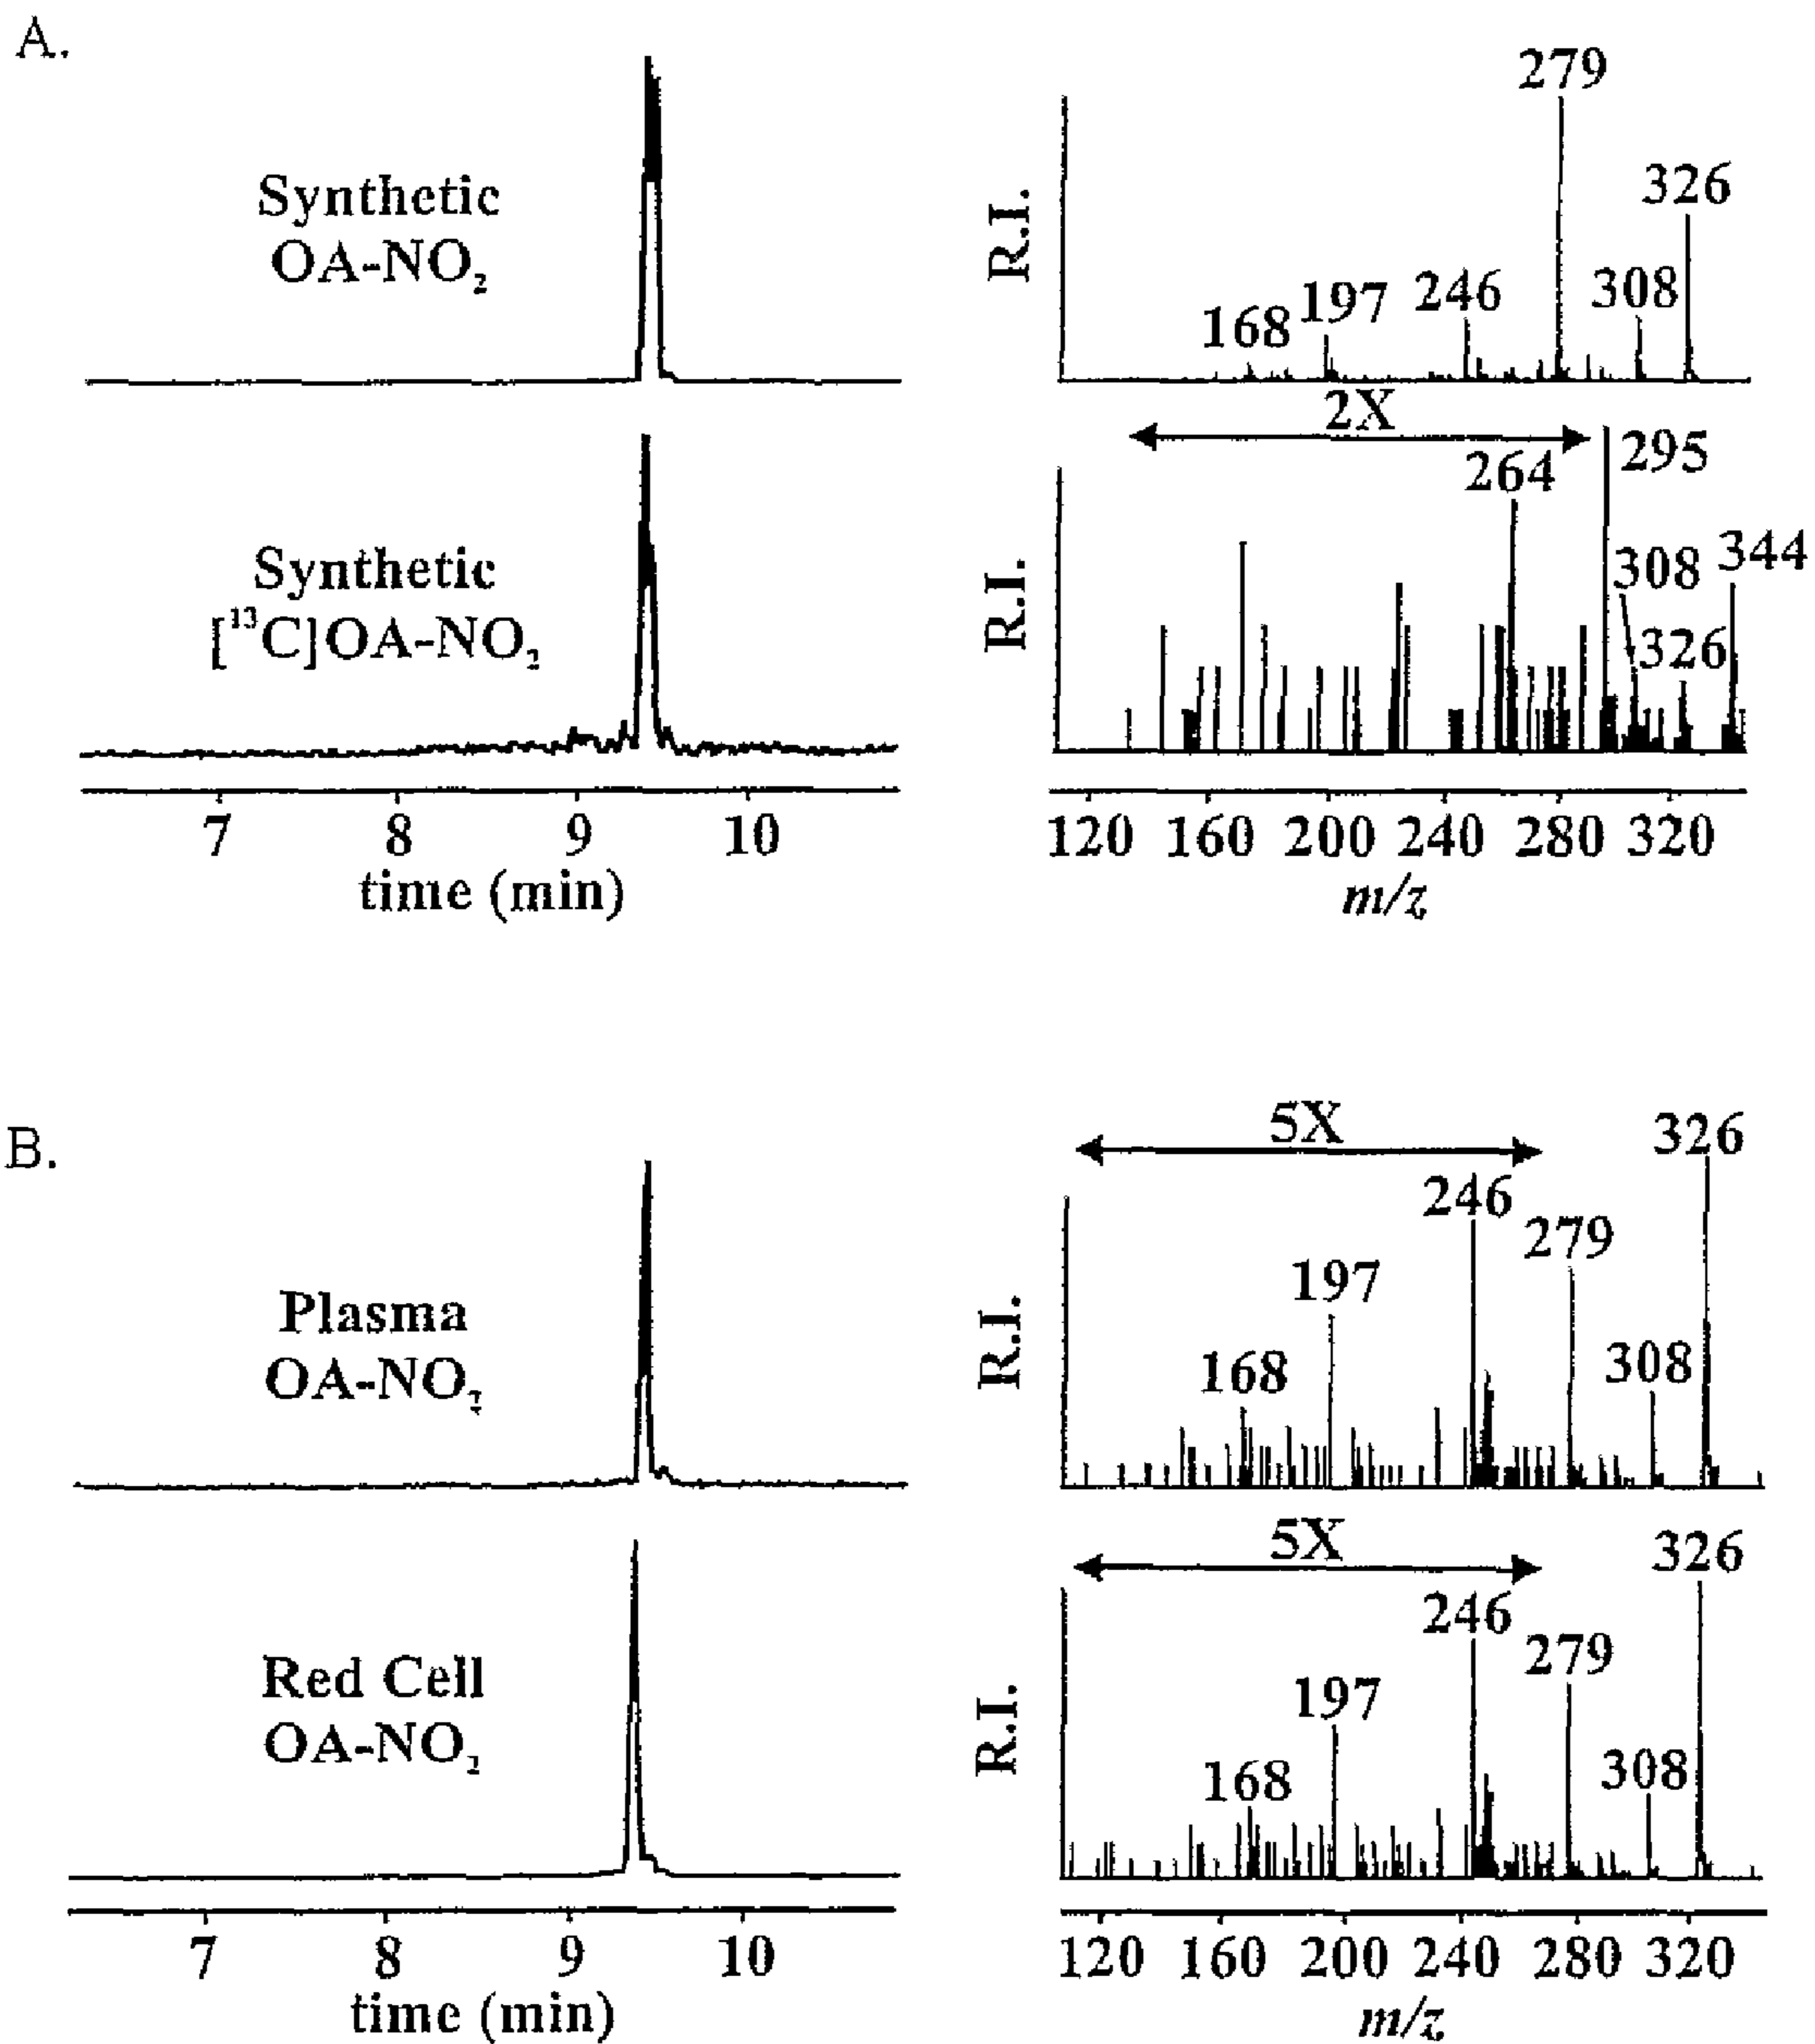 A.
Synthetic
OA-NO₂
R.I.
279
326
308
246
197
168
Synthetic
[¹³C]OA-NO₂
R.I.
2X
295
264
344
308
326
7 8 9 10
time (min)
120 160 200 240 280 320
m/z
B.
Plasma
OA-NO₂
R.I.
5X
326
246
279
197
308
168
Red Cell
OA-NO₂
R.I.
5X
326
246
279
197
308
168
7 8 9 10
time (min)
120 160 200 240 280 320
m/z